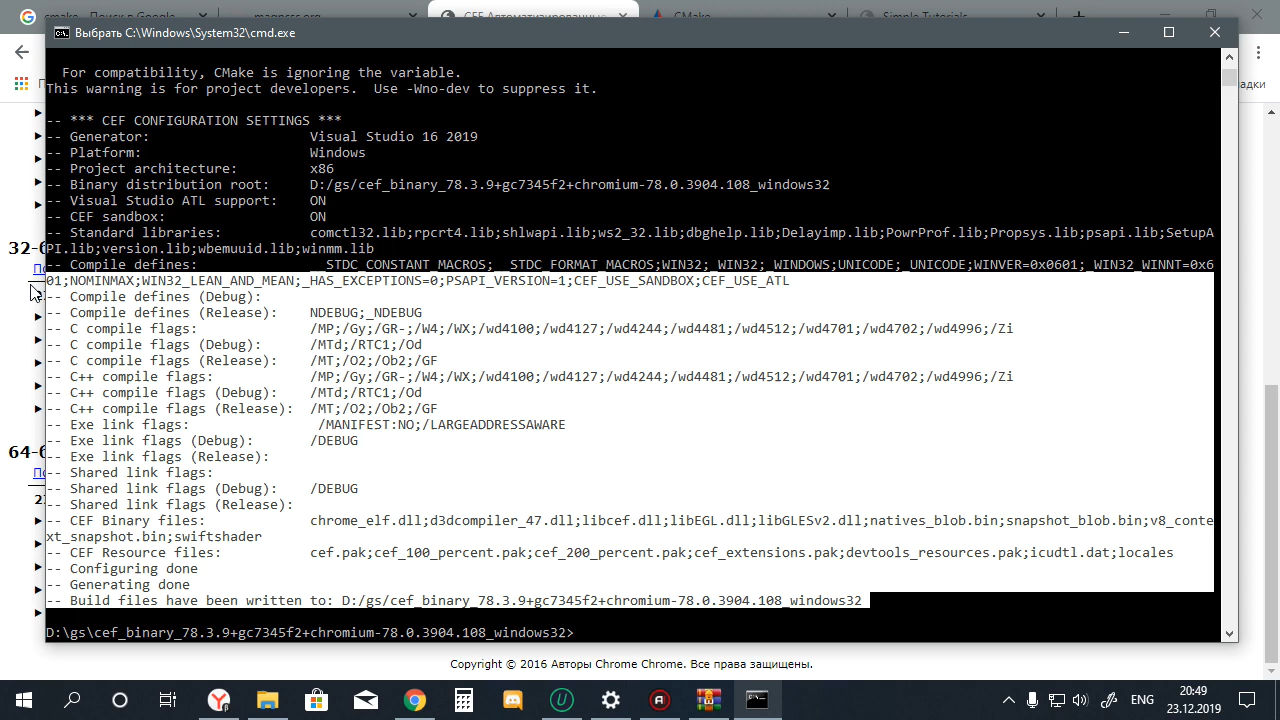 cmake - Поиск в Google
magpcss.org
CEF Автоматизированные
CMake
Simple Tutorials
Выбрать C:\Windows\System32\cmd.exe
For compatibility, CMake is ignoring the variable.
This warning is for project developers.  Use -Wno-dev to suppress it.
-- *** CEF CONFIGURATION SETTINGS ***
-- Generator:                    Visual Studio 16 2019
-- Platform:                     Windows
-- Project architecture:         x86
-- Binary distribution root:     D:/gs/cef_binary_78.3.9+gc7345f2+chromium-78.0.3904.108_windows32
-- Visual Studio ATL support:    ON
-- CEF sandbox:                  ON
-- Standard libraries:           comctl32.lib;rpcrt4.lib;shlwapi.lib;ws2_32.lib;dbghelp.lib;Delayimp.lib;PowrProf.lib;Propsys.lib;psapi.lib;SetupA
PI.lib;version.lib;wbemuuid.lib;winmm.lib
-- Compile defines:              __STDC_CONSTANT_MACROS;__STDC_FORMAT_MACROS;WIN32;_WIN32;_WINDOWS;UNICODE;_UNICODE;WINVER=0x0601;_WIN32_WINNT=0x6
01;NOMINMAX;WIN32_LEAN_AND_MEAN;_HAS_EXCEPTIONS=0;PSAPI_VERSION=1;CEF_USE_SANDBOX;CEF_USE_ATL
-- Compile defines (Debug):
-- Compile defines (Release):    NDEBUG;_NDEBUG
-- C compile flags:              /MP;/Gy;/GR-;/W4;/WX;/wd4100;/wd4127;/wd4244;/wd4481;/wd4512;/wd4701;/wd4702;/wd4996;/Zi
-- C compile flags (Debug):      /MTd;/RTC1;/Od
-- C compile flags (Release):    /MT;/O2;/Ob2;/GF
-- C++ compile flags:            /MP;/Gy;/GR-;/W4;/WX;/wd4100;/wd4127;/wd4244;/wd4481;/wd4512;/wd4701;/wd4702;/wd4996;/Zi
-- C++ compile flags (Debug):    /MTd;/RTC1;/Od
-- C++ compile flags (Release):  /MT;/O2;/Ob2;/GF
-- Exe link flags:                /MANIFEST:NO;/LARGEADDRESSAWARE
-- Exe link flags (Debug):       /DEBUG
-- Exe link flags (Release):
-- Shared link flags:
-- Shared link flags (Debug):    /DEBUG
-- Shared link flags (Release):
-- CEF Binary files:             chrome_elf.dll;d3dcompiler_47.dll;libcef.dll;libEGL.dll;libGLESv2.dll;natives_blob.bin;snapshot_blob.bin;v8_conte
xt_snapshot.bin;swiftshader
-- CEF Resource files:           cef.pak;cef_100_percent.pak;cef_200_percent.pak;cef_extensions.pak;devtools_resources.pak;icudtl.dat;locales
-- Configuring done
-- Generating done
-- Build files have been written to: D:/gs/cef_binary_78.3.9+gc7345f2+chromium-78.0.3904.108_windows32
D:\gs\cef_binary_78.3.9+gc7345f2+chromium-78.0.3904.108_windows32>
Copyright © 2016 Авторы Chrome Chrome. Все права защищены.
ENG
20:49
23.12.2019